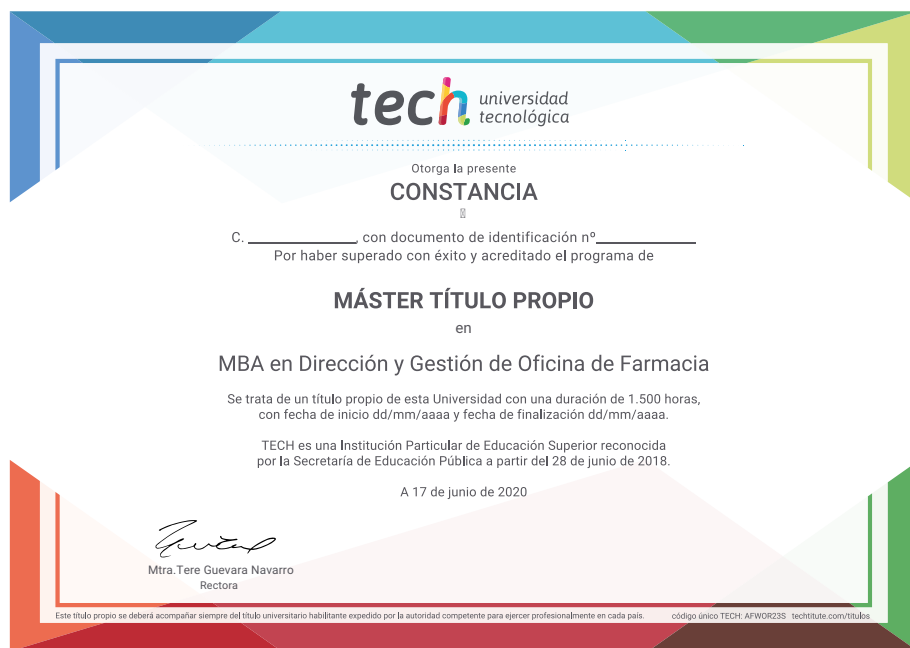 tech universidad
tecnológica
Otorga la presente
CONSTANCIA
C. ____________, con documento de identificación nº____________
Por haber superado con éxito y acreditado el programa de
MÁSTER TÍTULO PROPIO
en
MBA en Dirección y Gestión de Oficina de Farmacia
Se trata de un título propio de esta Universidad con una duración de 1.500 horas,
con fecha de inicio dd/mm/aaaa y fecha de finalización dd/mm/aaaa.
TECH es una Institución Particular de Educación Superior reconocida
por la Secretaría de Educación Pública a partir del 28 de junio de 2018.
A 17 de junio de 2020
Mtra.Tere Guevara Navarro
Rectora
Este título propio se deberá acompañar siempre del título universitario habilitante expedido por la autoridad competente para ejercer profesionalmente en cada país. código único TECH: AFWOR23S techtitute.com/titulos